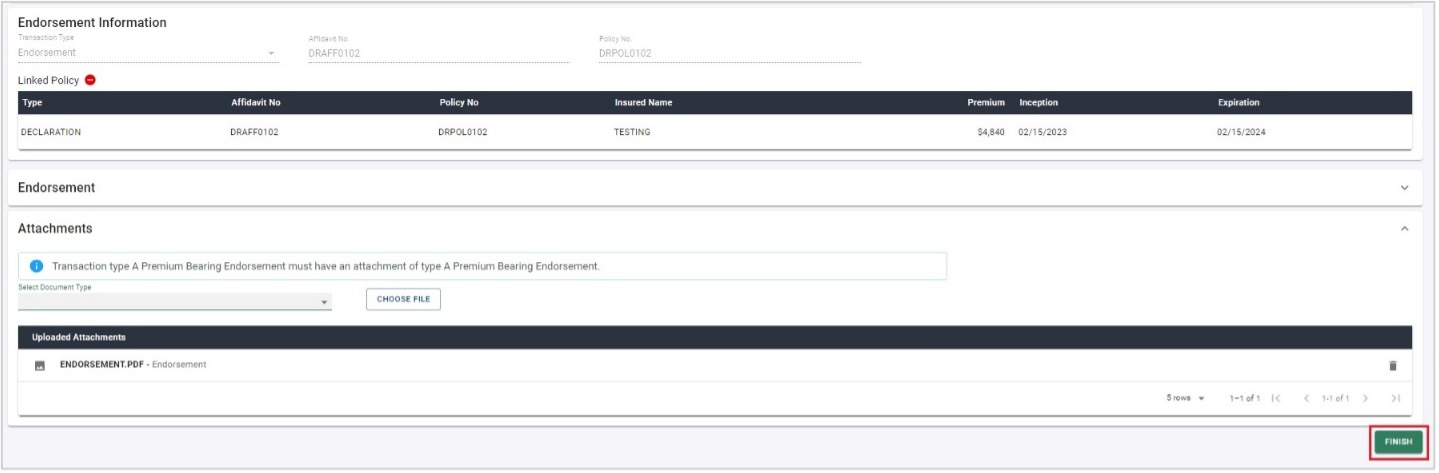 Endorsement Information
Transaction Type Affidavit No. Policy No.
Endorsement DRAFF0102 DRPOL0102
Linked Policy
Type Affidavit No Policy No Insured Name Premium Inception Expiration
DECLARATION DRAFF0102 DRPOL0102 TESTING $4,840 02/15/2023 02/15/2024
Endorsement
Attachments
Transaction type A Premium Bearing Endorsement must have an attachment of type A Premium Bearing Endorsement.
Select Document Type
CHOOSE FILE
Uploaded Attachments
ENDORSEMENT.PDF - Endorsement
5 rows 1-1 of 1 1-1 of 1
FINISH